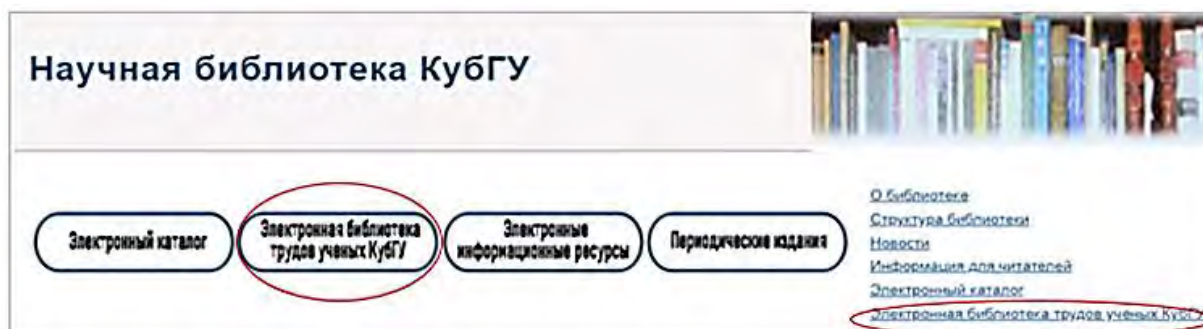 Научная библиотека КубГУ
Электронный каталог
Электронная библиотека
трудов ученых КубГУ
Электронные
информационные ресурсы
Периодические издания
О библиотеке
Структура библиотеки
Новости
Информация для читателей
Электронный каталог
Электронная библиотека трудов ученых КубГУ